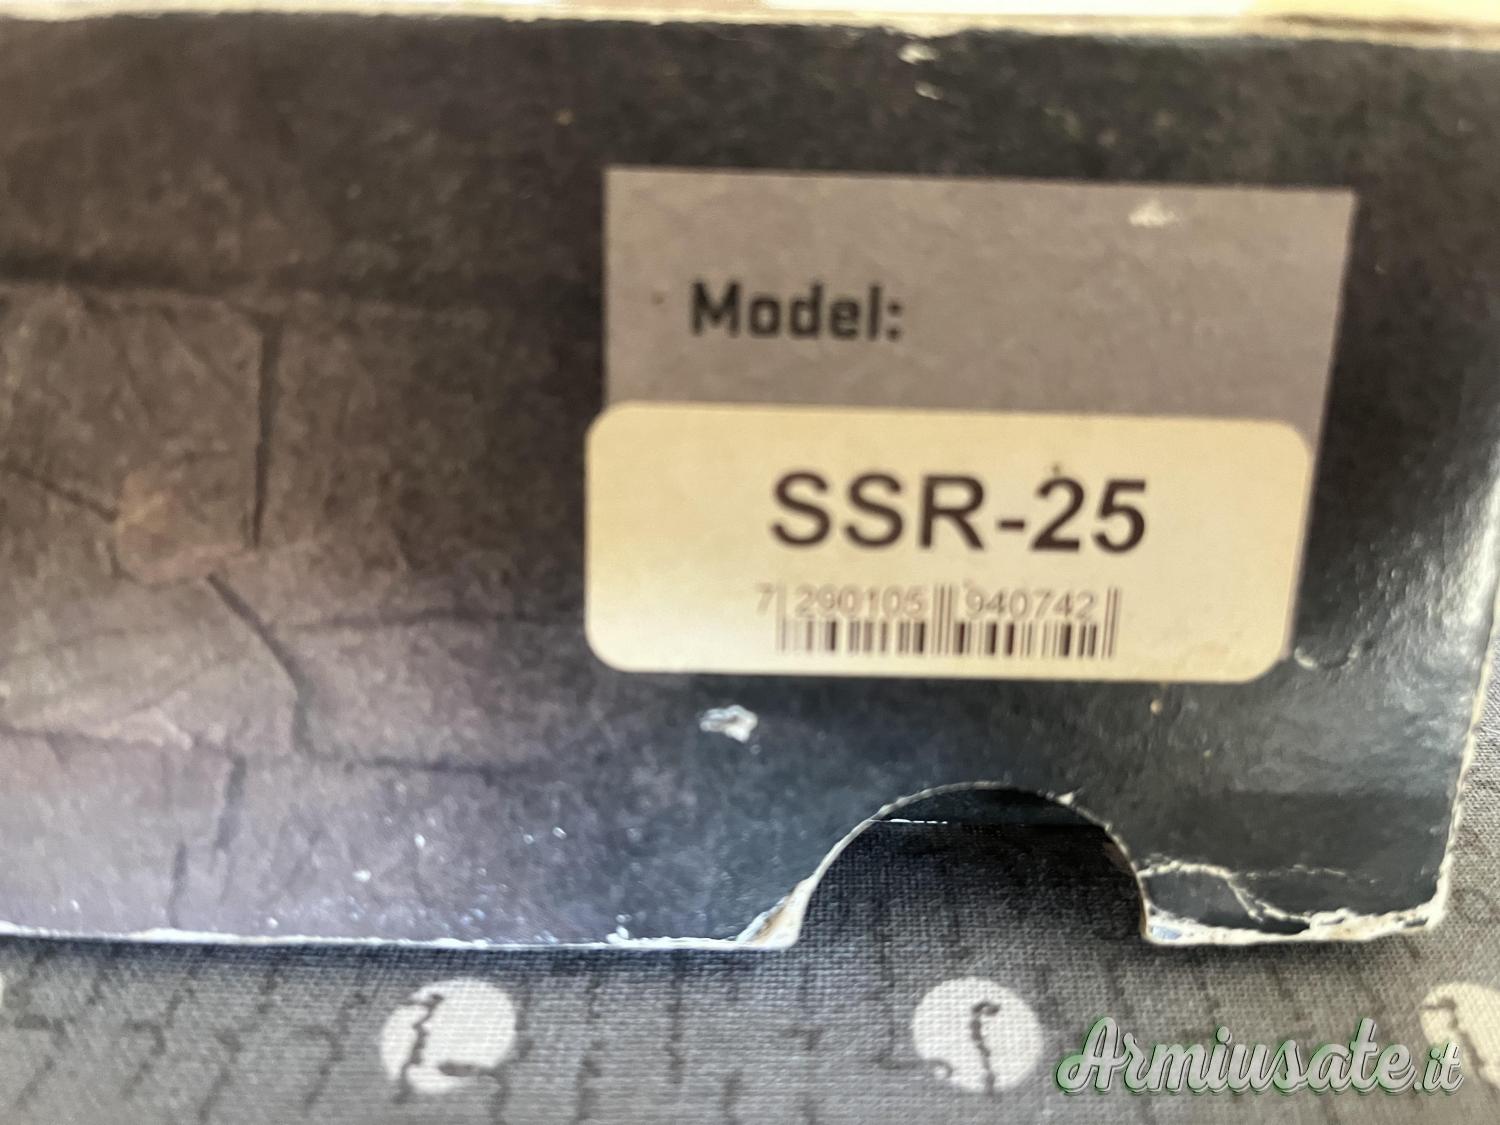 Model:
SSR-25
7 290105 940742
Armiusate.it